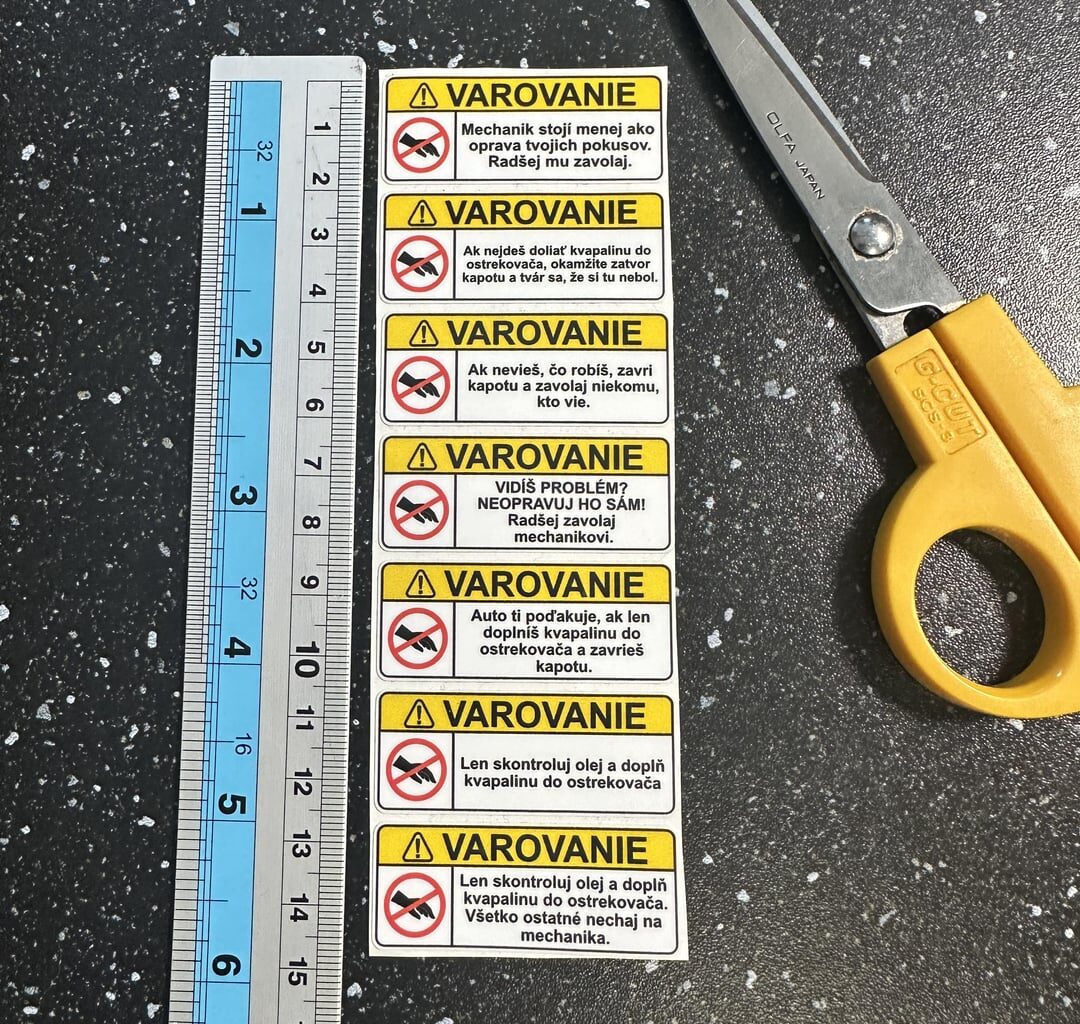 32
1
2
3
32
4
16
5
6
1
2
3
4
5
6
7
8
9
10
11
12
13
14
15
VAROVANIE
Mechanik stojí menej ako
oprava tvojich pokusov.
Radšej mu zavolaj.
VAROVANIE
Ak nejdeš doliať kvapalinu do
ostrekovača, okamžite zatvor
kapotu a tvár sa, že si tu nebol.
VAROVANIE
Ak nevieš, čo robíš, zavri
kapotu a zavolaj niekomu,
kto vie.
VAROVANIE
VIDÍŠ PROBLÉM?
NEOPRAVUJ HO SÁM!
Radšej zavolaj
mechanikovi.
VAROVANIE
Auto ti poďakuje, ak len
doplníš kvapalinu do
ostrekovača a zavrieš
kapotu.
VAROVANIE
Len skontroluj olej a doplň
kvapalinu do ostrekovača
VAROVANIE
Len skontroluj olej a doplň
kvapalinu do ostrekovača.
Všetko ostatné nechaj na
mechanika.
OLFA JAPAN
G-CUT